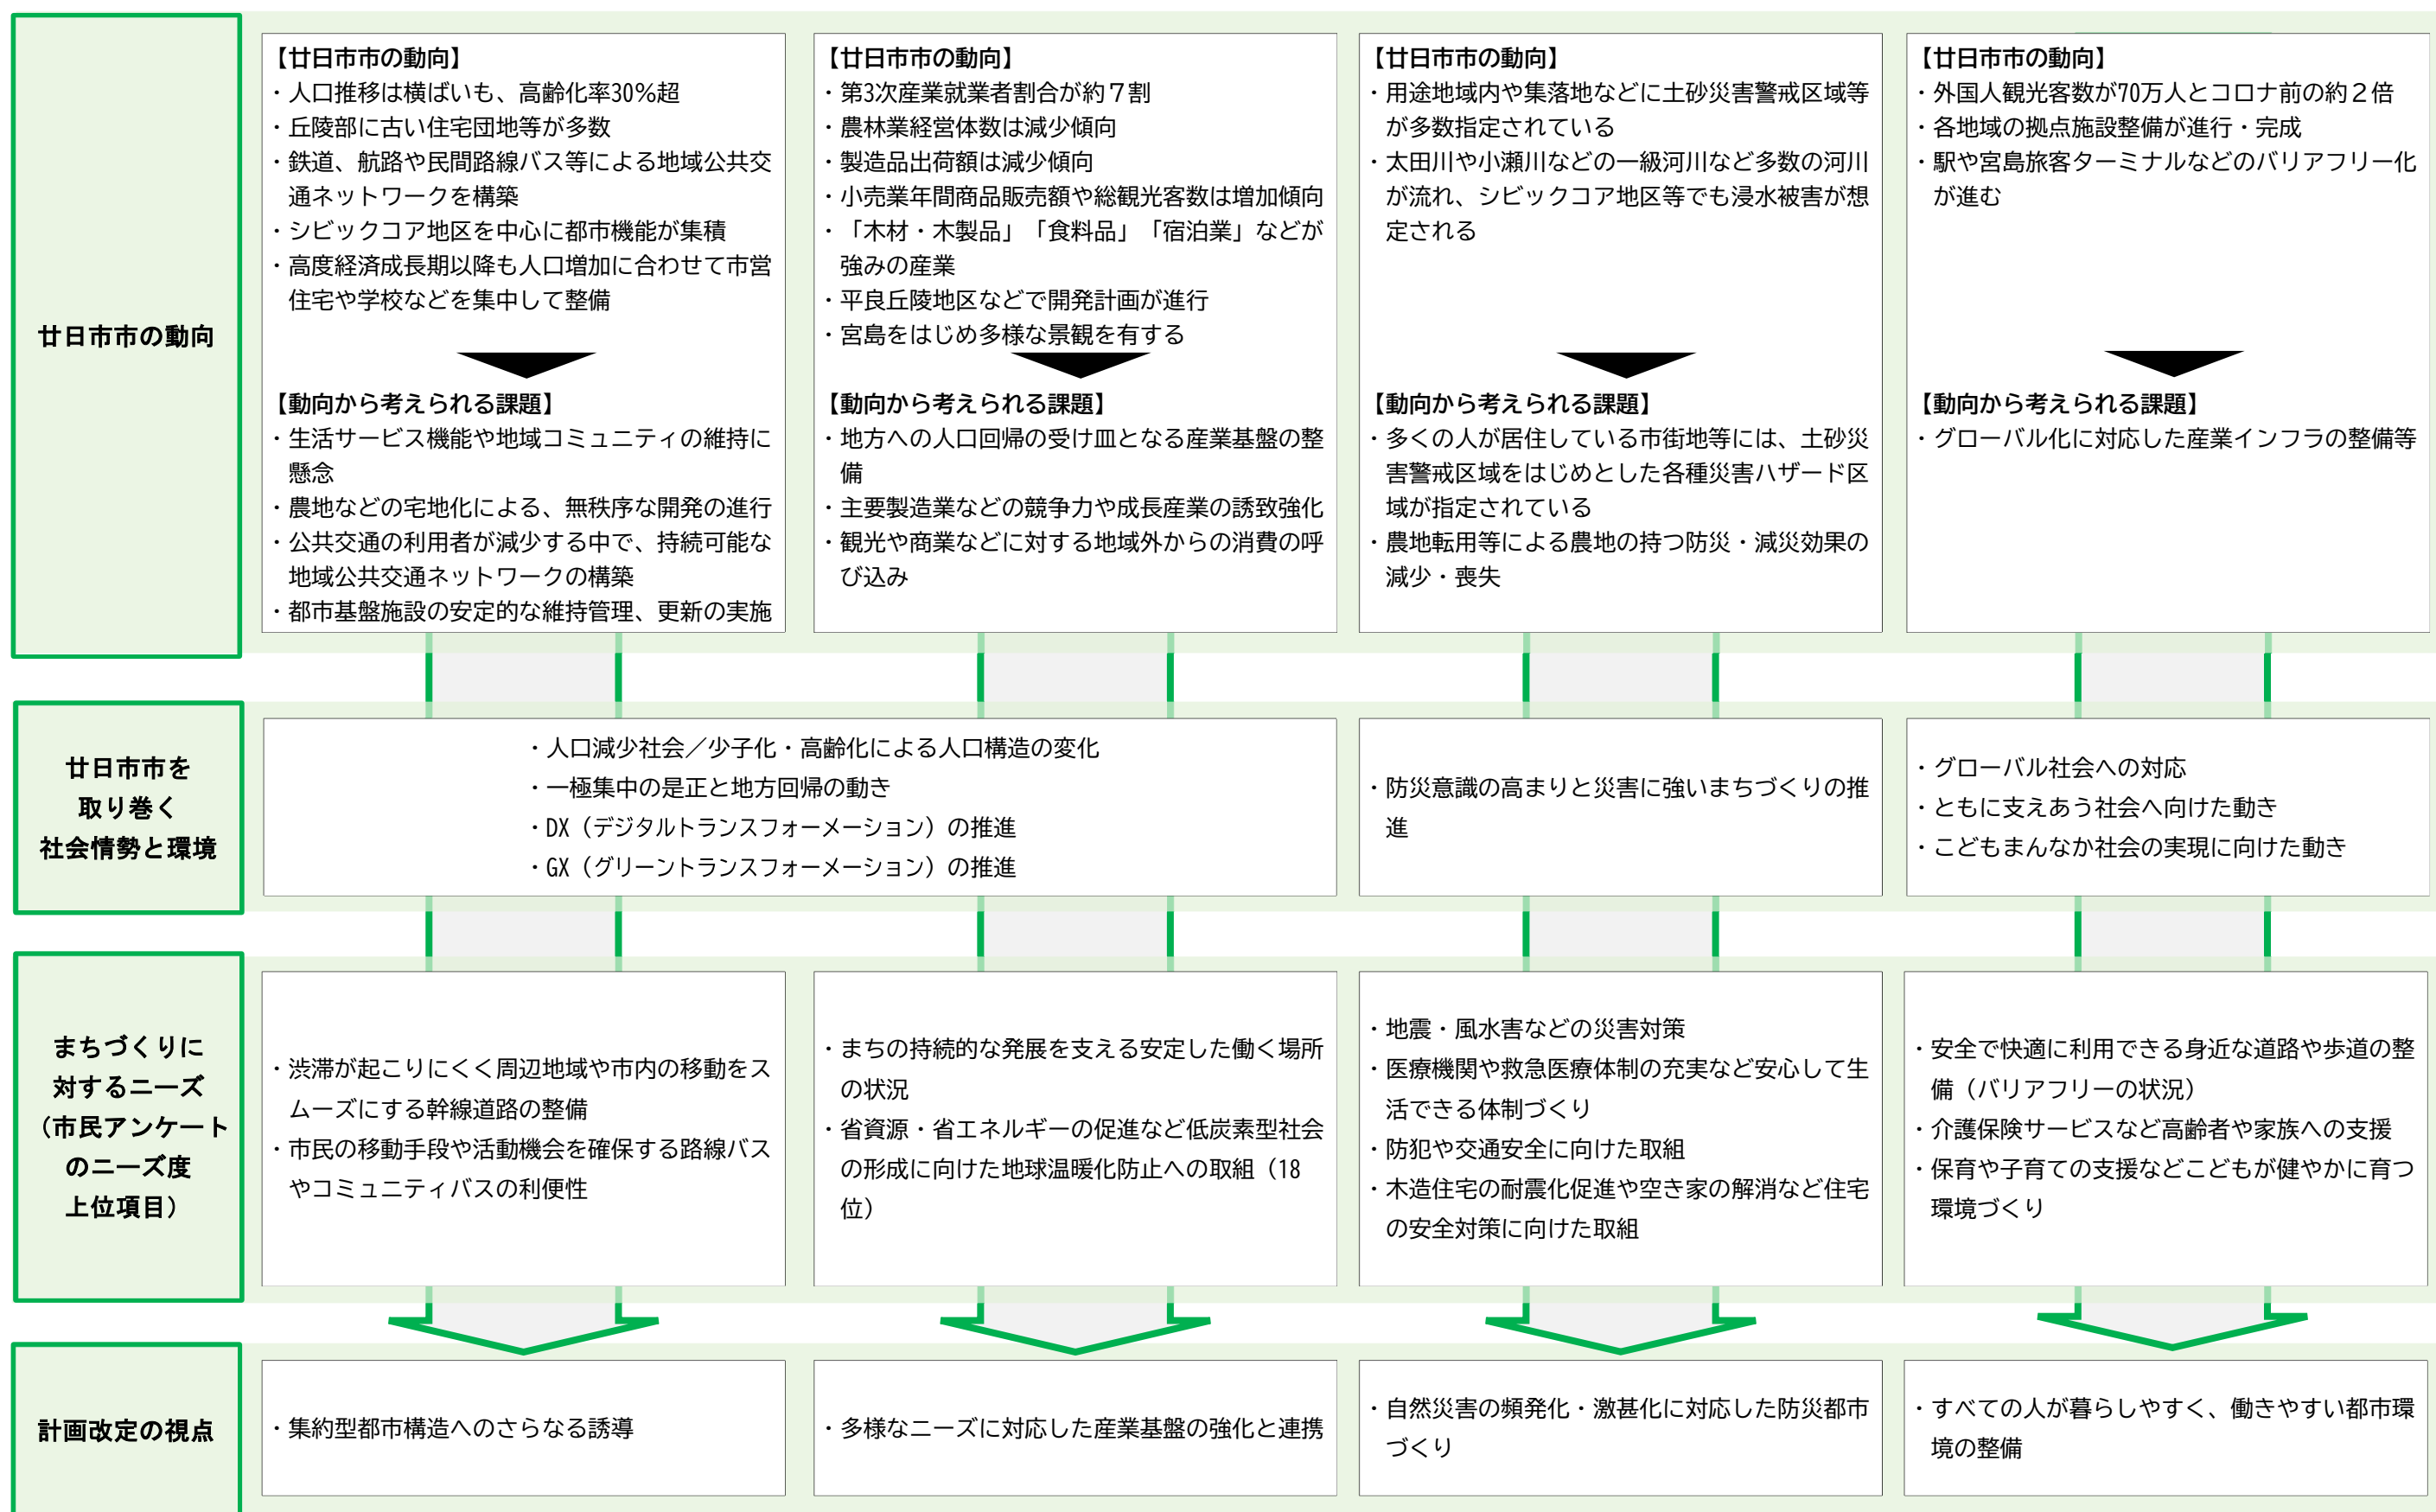 廿日市市の動向
【廿日市市の動向】
・人口推移は横ばいも、高齢化率30%超
・丘陵部に古い住宅団地等が多数
・鉄道、航路や民間路線バス等による地域公共交
通ネットワークを構築
・シビックコア地区を中心に都市機能が集積
・高度経済成長期以降も人口増加に合わせて市営
住宅や学校などを集中して整備
【動向から考えられる課題】
・生活サービス機能や地域コミュニティの維持に
懸念
・農地などの宅地化による、無秩序な開発の進行
・公共交通の利用者が減少する中で、持続可能な
地域公共交通ネットワークの構築
・都市基盤施設の安定的な維持管理、更新の実施
【廿日市市の動向】
・第3次産業就業者割合が約７割
・農林業経営体数は減少傾向
・製造品出荷額は減少傾向
・小売業年間商品販売額や総観光客数は増加傾向
・「木材・木製品」「食料品」「宿泊業」などが
強みの産業
・平良丘陵地区などで開発計画が進行
・宮島をはじめ多様な景観を有する
【動向から考えられる課題】
・地方への人口回帰の受け皿となる産業基盤の整
備
・主要製造業などの競争力や成長産業の誘致強化
・観光や商業などに対する地域外からの消費の呼
び込み
【廿日市市の動向】
・用途地域内や集落地などに土砂災害警戒区域等
が多数指定されている
・太田川や小瀬川などの一級河川など多数の河川
が流れ、シビックコア地区等でも浸水被害が想
定される
【動向から考えられる課題】
・多くの人が居住している市街地等には、土砂災
害警戒区域をはじめとした各種災害ハザード区
域が指定されている
・農地転用等による農地の持つ防災・減災効果の
減少・喪失
【廿日市市の動向】
・外国人観光客数が70万人とコロナ前の約２倍
・各地域の拠点施設整備が進行・完成
・駅や宮島旅客ターミナルなどのバリアフリー化
が進む
【動向から考えられる課題】
・グローバル化に対応した産業インフラの整備等
廿日市市を
取り巻く
社会情勢と環境
・人口減少社会／少子化・高齢化による人口構造の変化
・一極集中の是正と地方回帰の動き
・DX（デジタルトランスフォーメーション）の推進
・GX（グリーントランスフォーメーション）の推進
・防災意識の高まりと災害に強いまちづくりの推
進
・グローバル社会への対応
・ともに支えあう社会へ向けた動き
・こどもまんなか社会の実現に向けた動き
まちづくりに
対するニーズ
（市民アンケート
のニーズ度
上位項目）
・渋滞が起こりにくく周辺地域や市内の移動をス
ムーズにする幹線道路の整備
・市民の移動手段や活動機会を確保する路線バス
やコミュニティバスの利便性
・まちの持続的な発展を支える安定した働く場所
の状況
・省資源・省エネルギーの促進など低炭素型社会
の形成に向けた地球温暖化防止への取組（18
位）
・地震・風水害などの災害対策
・医療機関や救急医療体制の充実など安心して生
活できる体制づくり
・防犯や交通安全に向けた取組
・木造住宅の耐震化促進や空き家の解消など住宅
の安全対策に向けた取組
・安全で快適に利用できる身近な道路や歩道の整
備（バリアフリーの状況）
・介護保険サービスなど高齢者や家族への支援
・保育や子育ての支援などこどもが健やかに育つ
環境づくり
計画改定の視点
・集約型都市構造へのさらなる誘導
・多様なニーズに対応した産業基盤の強化と連携
・自然災害の頻発化・激甚化に対応した防災都市
づくり
・すべての人が暮らしやすく、働きやすい都市環
境の整備